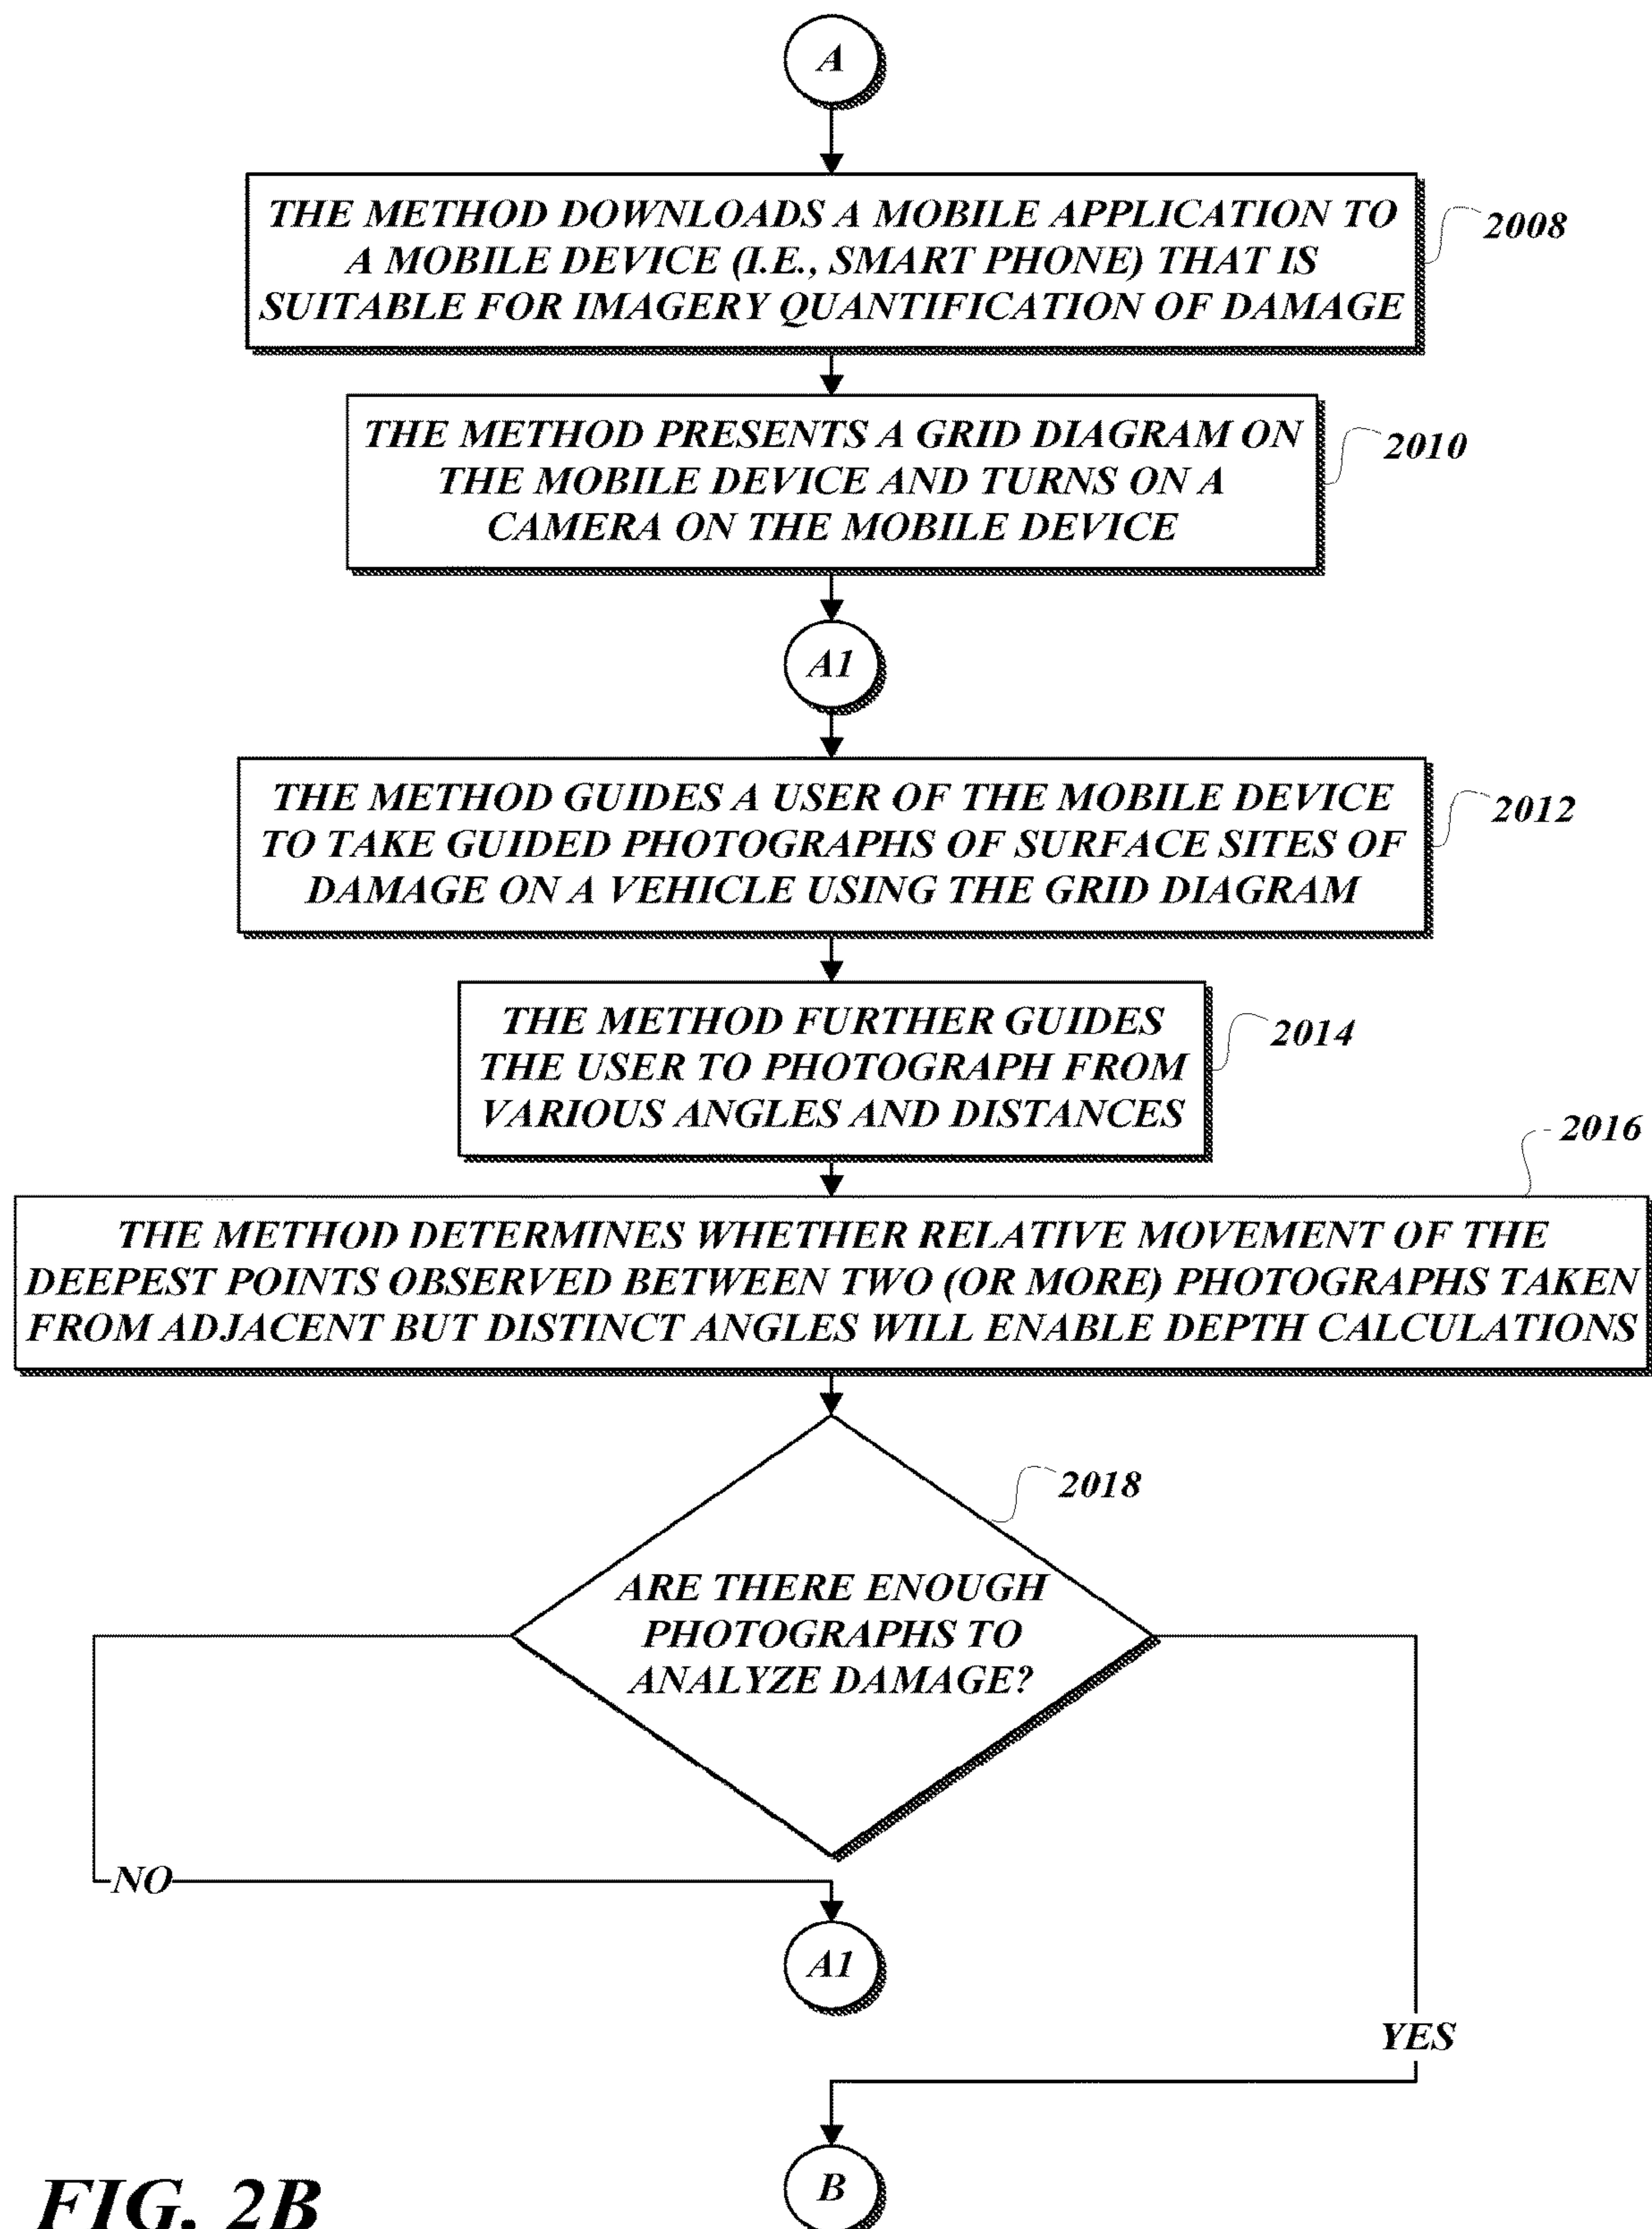 A
THE METHOD DOWNLOADS A MOBILE APPLICATION TO
A MOBILE DEVICE (I.E., SMART PHONE) THAT IS
SUITABLE FOR IMAGERY QUANTIFICATION OF DAMAGE
2008
THE METHOD PRESENTS A GRID DIAGRAM ON
THE MOBILE DEVICE AND TURNS ON A
CAMERA ON THE MOBILE DEVICE
2010
A1
THE METHOD GUIDES A USER OF THE MOBILE DEVICE
TO TAKE GUIDED PHOTOGRAPHS OF SURFACE SITES OF
DAMAGE ON A VEHICLE USING THE GRID DIAGRAM
2012
THE METHOD FURTHER GUIDES
THE USER TO PHOTOGRAPH FROM
VARIOUS ANGLES AND DISTANCES
2014
2016
THE METHOD DETERMINES WHETHER RELATIVE MOVEMENT OF THE
DEEPEST POINTS OBSERVED BETWEEN TWO (OR MORE) PHOTOGRAPHS TAKEN
FROM ADJACENT BUT DISTINCT ANGLES WILL ENABLE DEPTH CALCULATIONS
2018
ARE THERE ENOUGH
PHOTOGRAPHS TO
ANALYZE DAMAGE?
NO
A1
YES
B
FIG. 2B